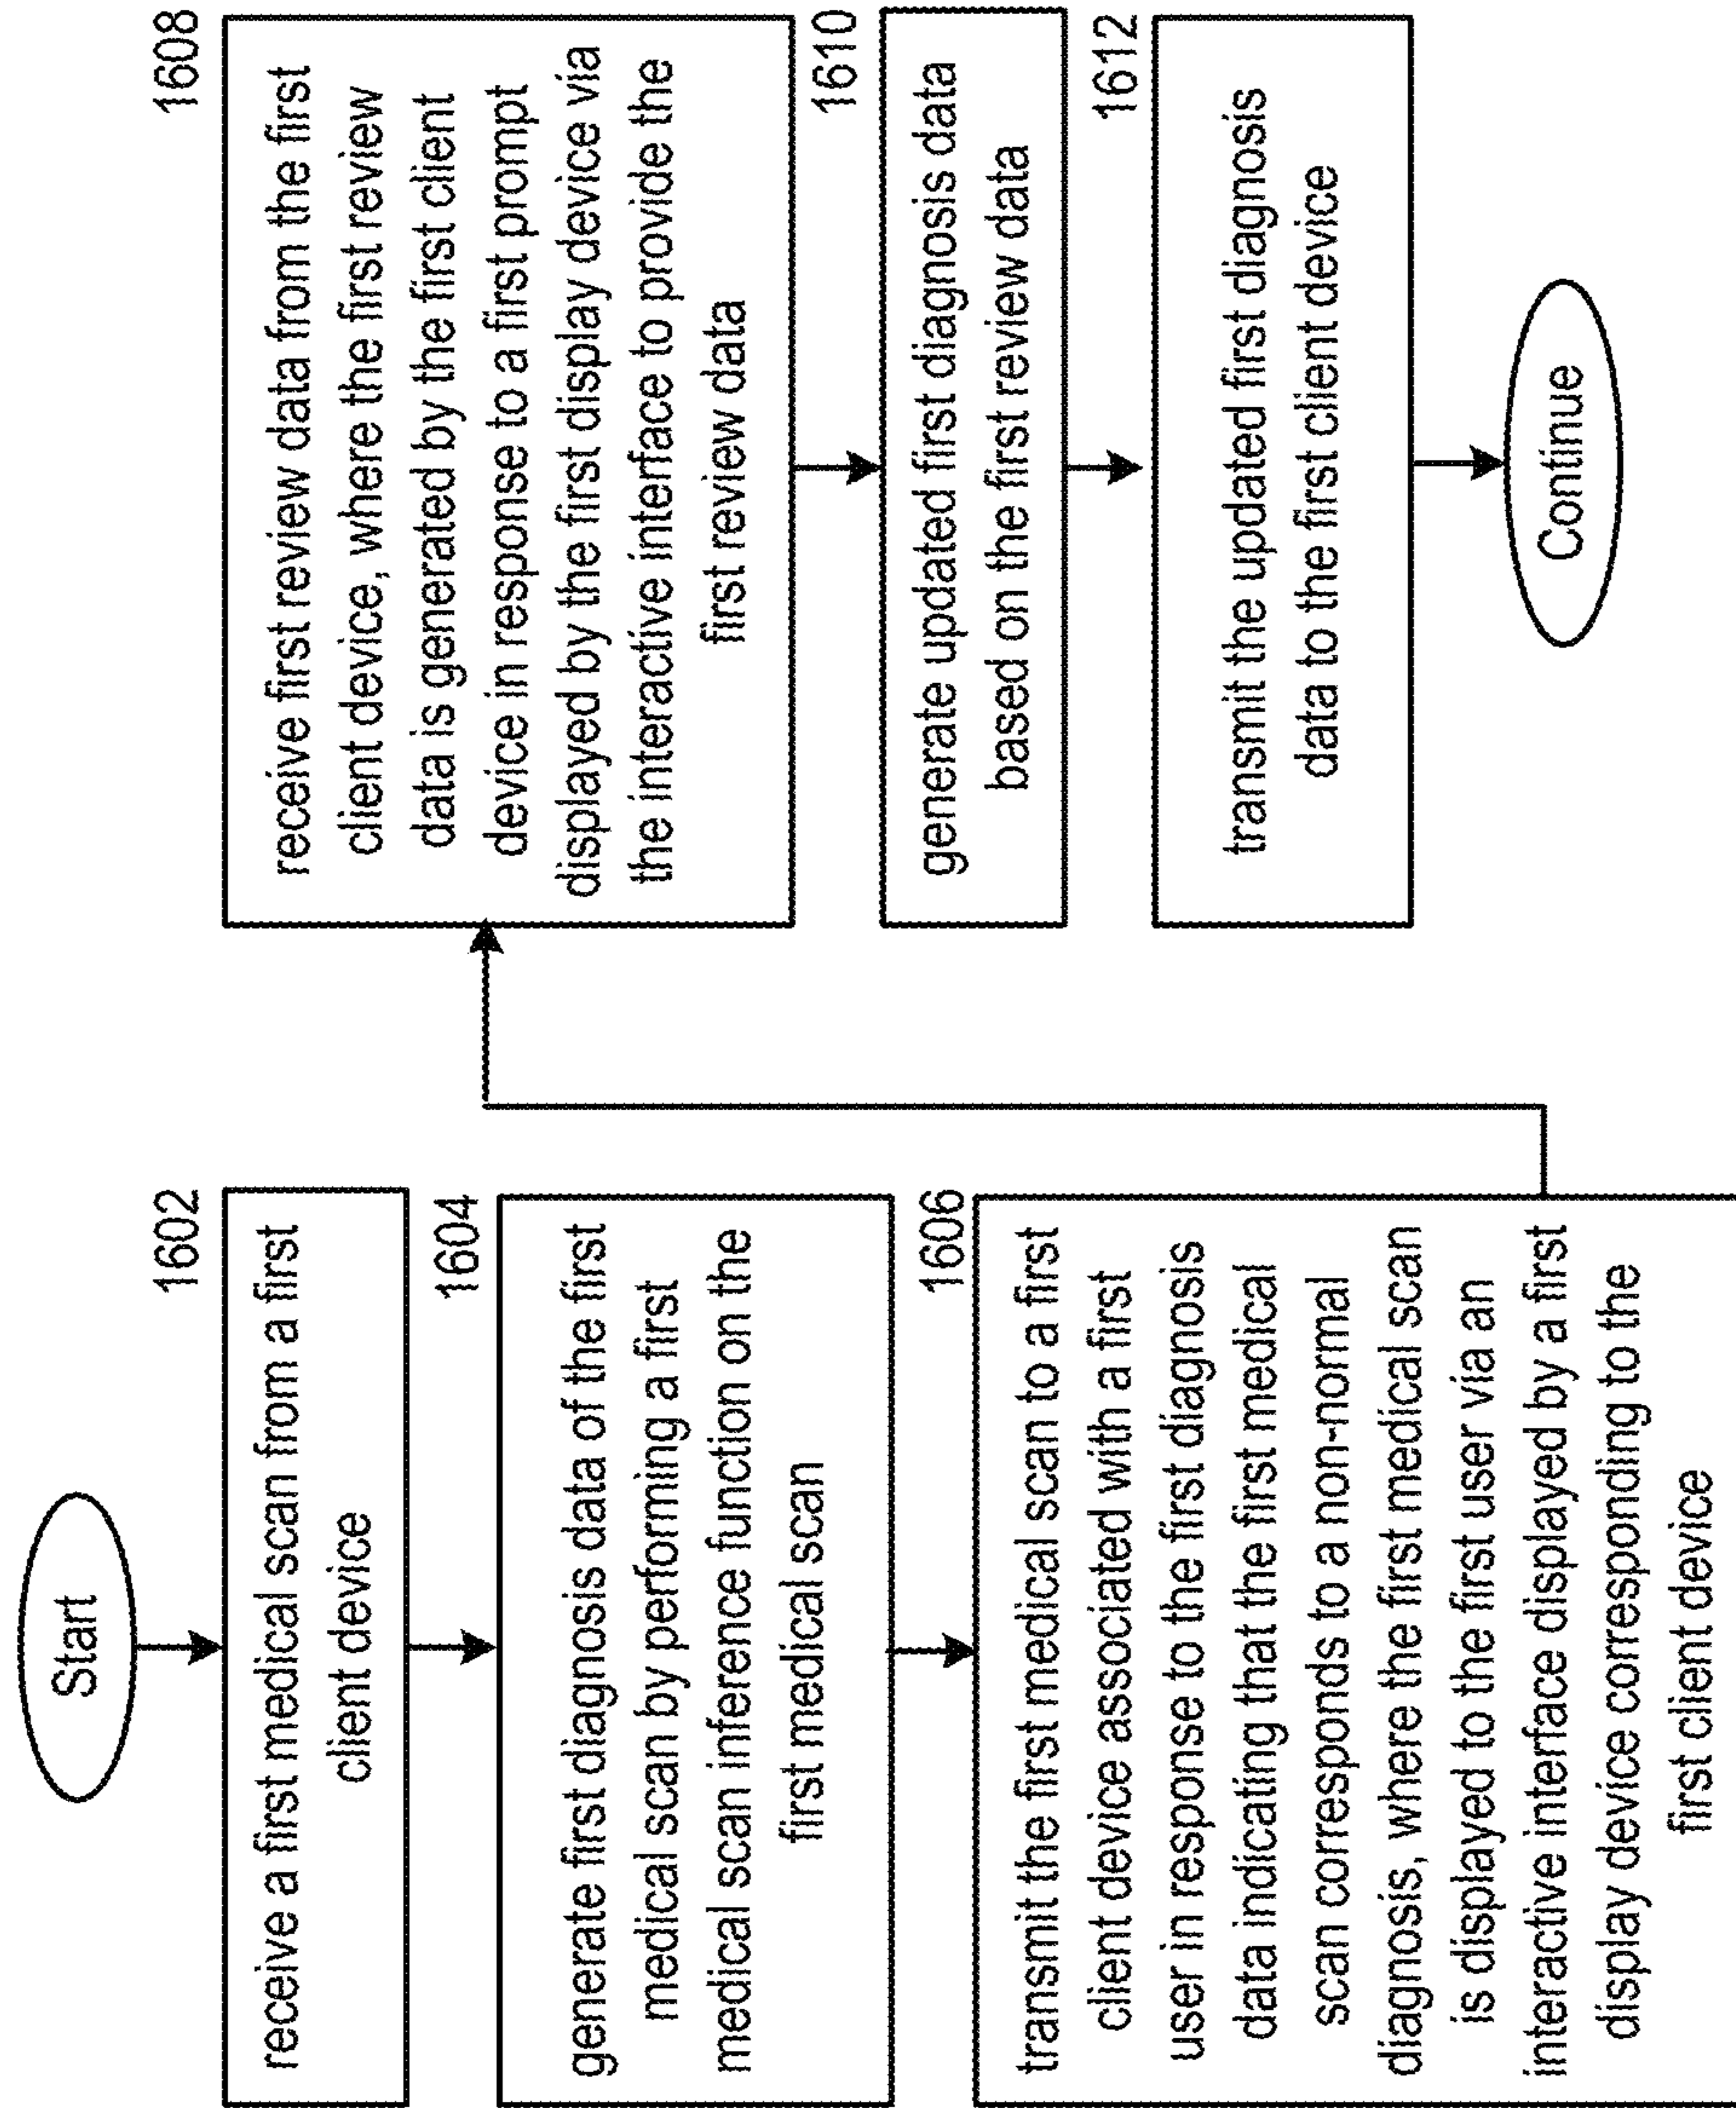 Start
1602
receive a first medical scan from a first
client device
1604
generate first diagnosis data of the first
medical scan by performing a first
medical scan inference function on the
first medical scan
1606
transmit the first medical scan to a first
client device associated with a first
user in response to the first diagnosis
data indicating that the first medical
scan corresponds to a non-normal
diagnosis, where the first medical scan
is displayed to the first user via an
interactive interface displayed by a first
display device corresponding to the
first client device
1608
receive first review data from the first
client device, where the first review
data is generated by the first client
device in response to a first prompt
displayed by the first display device via
the interactive interface to provide the
first review data
1610
generate updated first diagnosis data
based on the first review data
1612
transmit the updated first diagnosis
data to the first client device
Continue